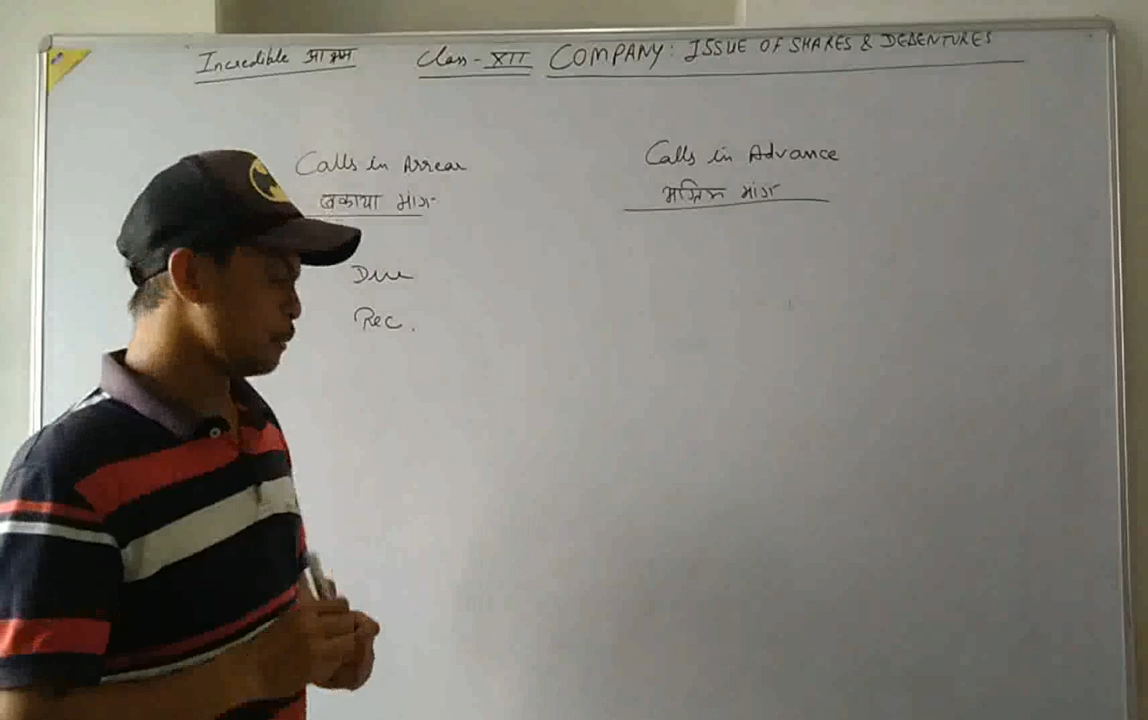 Incredible आश्रम Class - XII COMPANY: ISSUE OF SHARES & DEBENTURES
Calls in Arrear
बकाया मांग
Calls in Advance
अग्रिम मांग
Due
Rec.